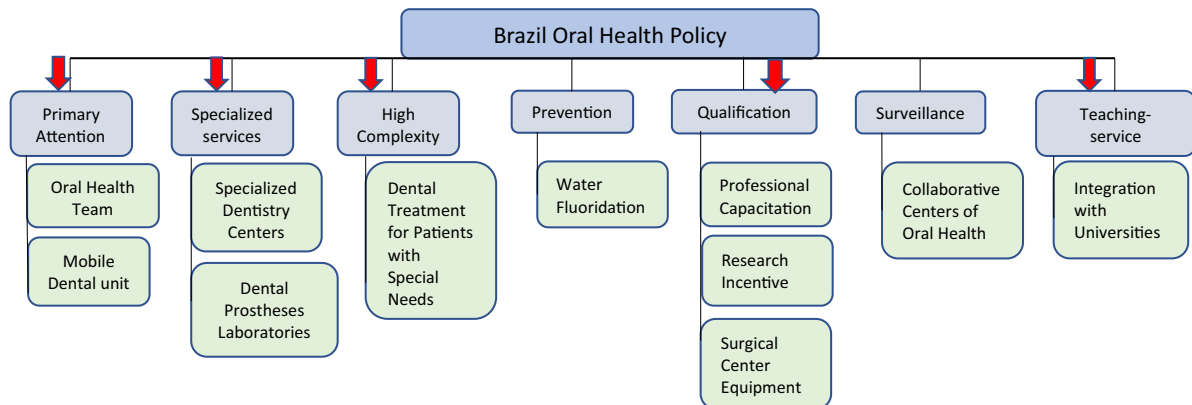 Brazil Oral Health Policy
Primary
Attention
Specialized
services
High
Complexity
Prevention
Qualification
Surveillance
Teaching-
service
Oral Health
Team
Mobile
Dental unit
Specialized
Dentistry
Centers
Dental
Prostheses
Laboratories
Dental
Treatment
for Patients
with
Special
Needs
Water
Fluoridation
Professional
Capacitation
Research
Incentive
Surgical
Center
Equipment
Collaborative
Centers of
Oral Health
Integration
with
Universities